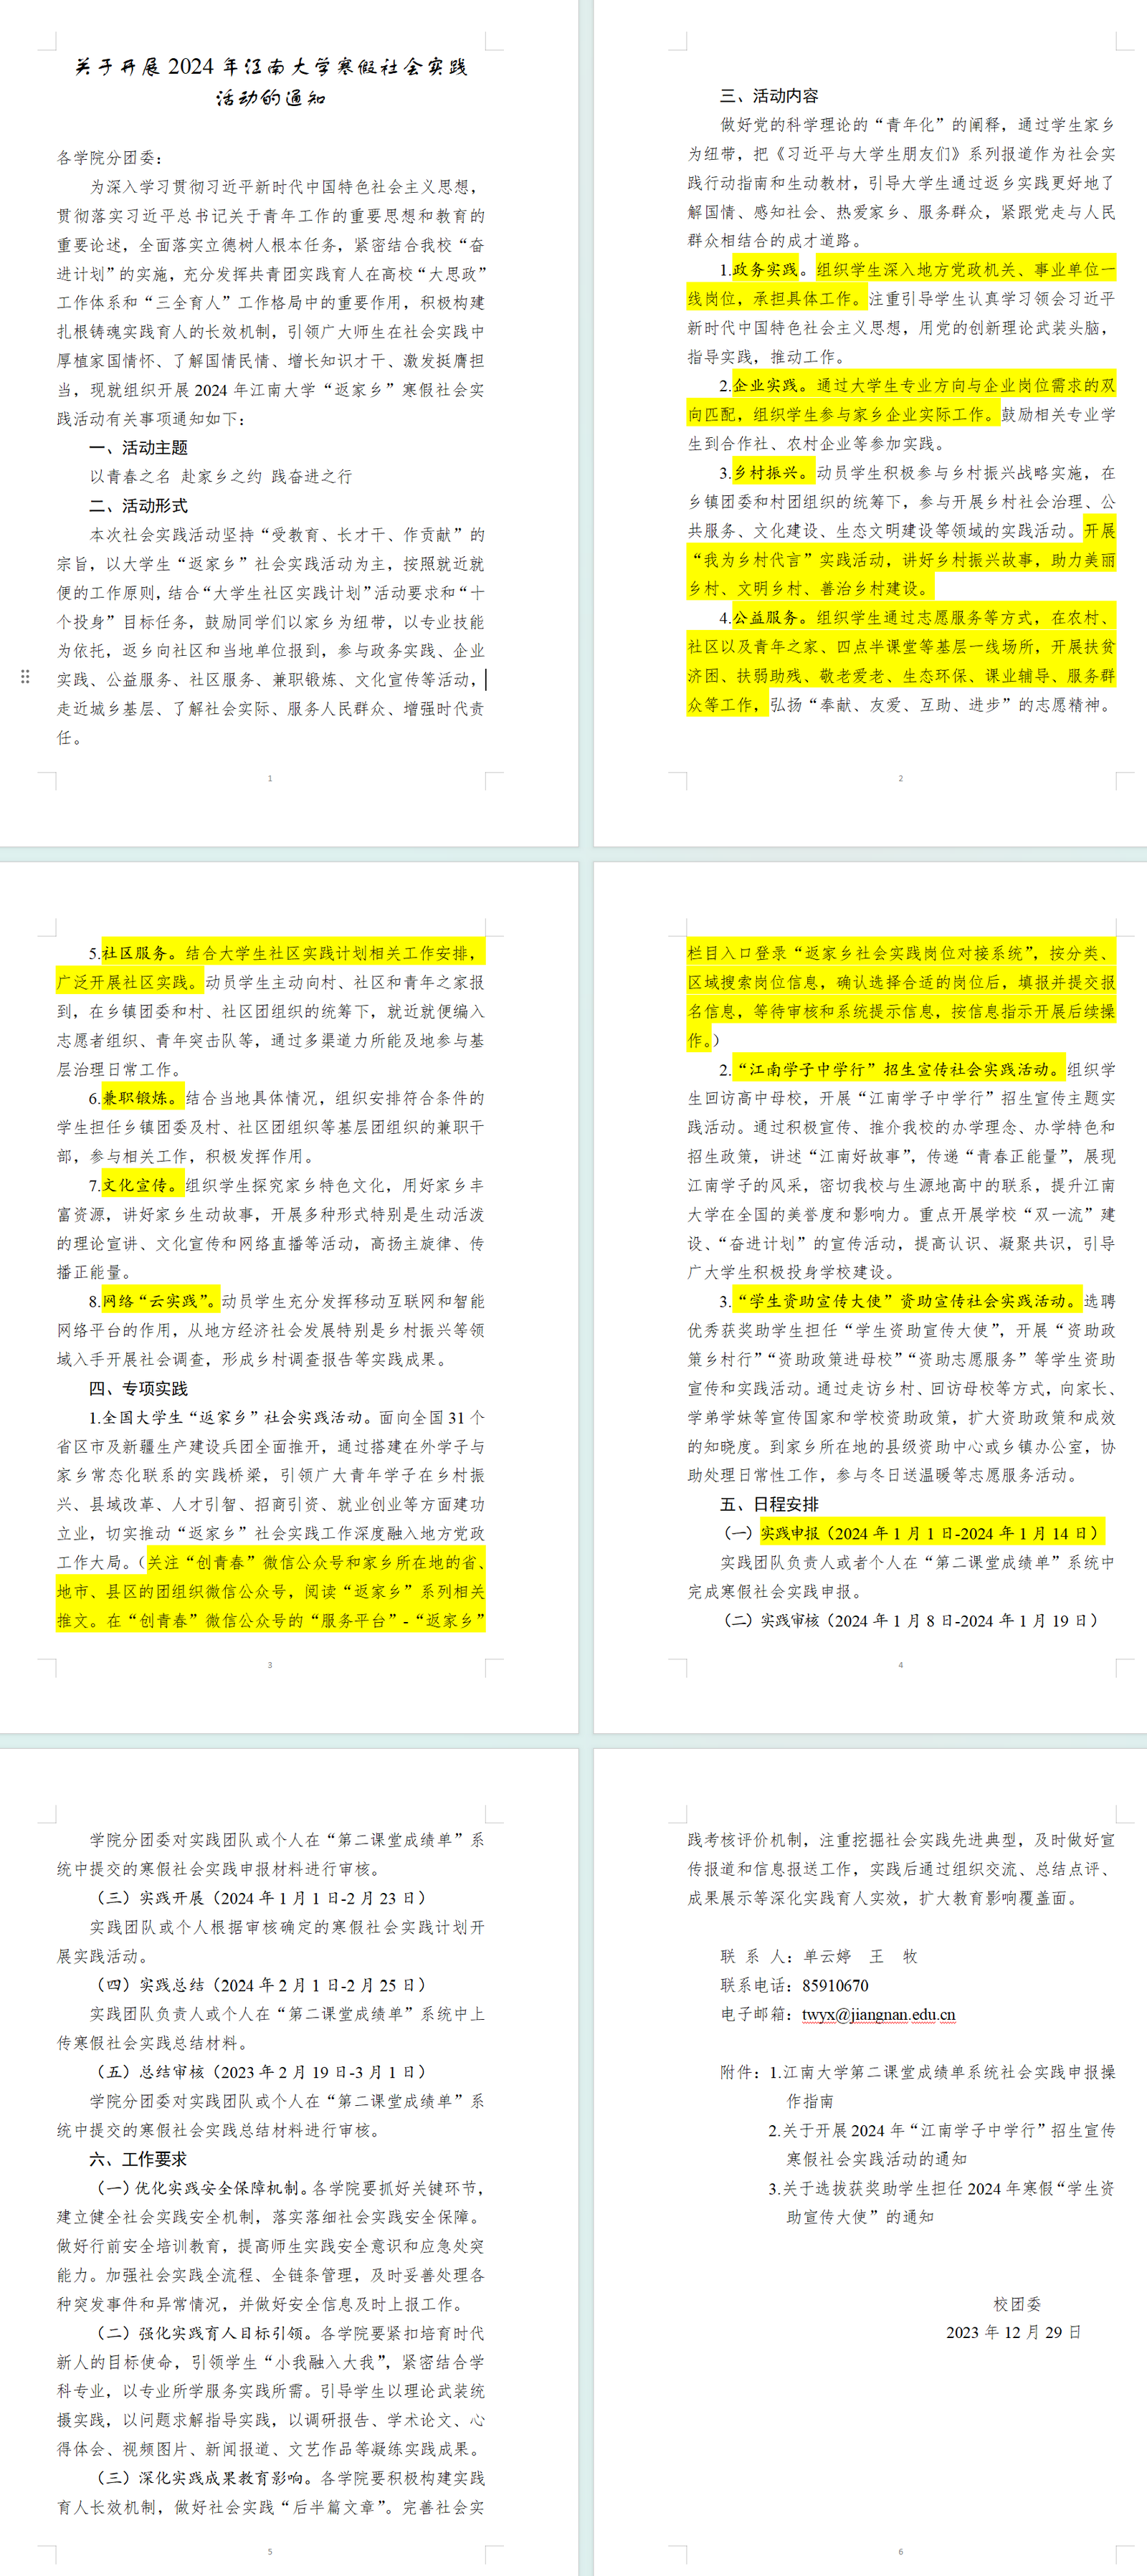 关于开展 2024 年江南大学寒假社会实践
活动的通知
各学院分团委：
为深入学习贯彻习近平新时代中国特色社会主义思想，
贯彻落实习近平总书记关于青年工作的重要思想和教育的
重要论述，全面落实立德树人根本任务，紧密结合我校“奋
进计划”的实施，充分发挥共青团实践育人在高校“大思政”
工作体系和“三全育人”工作格局中的重要作用，积极构建
扎根铸魂实践育人的长效机制，引领广大师生在社会实践中
厚植家国情怀、了解国情民情、增长知识才干、激发挺膺担
当，现就组织开展 2024 年江南大学“返家乡”寒假社会实
践活动有关事项通知如下：
一、活动主题
以青春之名 赴家乡之约 践奋进之行
二、活动形式
本次社会实践活动坚持“受教育、长才干、作贡献”的
宗旨，以大学生“返家乡”社会实践活动为主，按照就近就
便的工作原则，结合“大学生社区实践计划”活动要求和“十
个投身”目标任务，鼓励同学们以家乡为纽带，以专业技能
为依托，返乡向社区和当地单位报到，参与政务实践、企业
实践、公益服务、社区服务、兼职锻炼、文化宣传等活动，
走近城乡基层、了解社会实际、服务人民群众、增强时代责
任。
1
三、活动内容
做好党的科学理论的“青年化”的阐释，通过学生家乡
为纽带，把《习近平与大学生朋友们》系列报道作为社会实
践行动指南和生动教材，引导大学生通过返乡实践更好地了
解国情、感知社会、热爱家乡、服务群众，紧跟党走与人民
群众相结合的成才道路。
1.政务实践。组织学生深入地方党政机关、事业单位一
线岗位，承担具体工作。注重引导学生认真学习领会习近平
新时代中国特色社会主义思想，用党的创新理论武装头脑，
指导实践，推动工作。
2.企业实践。通过大学生专业方向与企业岗位需求的双
向匹配，组织学生参与家乡企业实际工作。鼓励相关专业学
生到合作社、农村企业等参加实践。
3.乡村振兴。动员学生积极参与乡村振兴战略实施，在
乡镇团委和村团组织的统筹下，参与开展乡村社会治理、公
共服务、文化建设、生态文明建设等领域的实践活动。开展
“我为乡村代言”实践活动，讲好乡村振兴故事，助力美丽
乡村、文明乡村、善治乡村建设。
4.公益服务。组织学生通过志愿服务等方式，在农村、
社区以及青年之家、四点半课堂等基层一线场所，开展扶贫
济困、扶弱助残、敬老爱老、生态环保、课业辅导、服务群
众等工作，弘扬“奉献、友爱、互助、进步”的志愿精神。
2
5.社区服务。结合大学生社区实践计划相关工作安排，
广泛开展社区实践。动员学生主动向村、社区和青年之家报
到，在乡镇团委和村、社区团组织的统筹下，就近就便编入
志愿者组织、青年突击队等，通过多渠道力所能及地参与基
层治理日常工作。
6.兼职锻炼。结合当地具体情况，组织安排符合条件的
学生担任乡镇团委及村、社区团组织等基层团组织的兼职干
部，参与相关工作，积极发挥作用。
7.文化宣传。组织学生探究家乡特色文化，用好家乡丰
富资源，讲好家乡生动故事，开展多种形式特别是生动活泼
的理论宣讲、文化宣传和网络直播等活动，高扬主旋律、传
播正能量。
8.网络“云实践”。动员学生充分发挥移动互联网和智能
网络平台的作用，从地方经济社会发展特别是乡村振兴等领
域入手开展社会调查，形成乡村调查报告等实践成果。
四、专项实践
1.全国大学生“返家乡”社会实践活动。面向全国 31 个
省区市及新疆生产建设兵团全面推开，通过搭建在外学子与
家乡常态化联系的实践桥梁，引领广大青年学子在乡村振
兴、县域改革、人才引智、招商引资、就业创业等方面建功
立业，切实推动“返家乡”社会实践工作深度融入地方党政
工作大局。（关注“创青春”微信公众号和家乡所在地的省、
地市、县区的团组织微信公众号，阅读“返家乡”系列相关
推文。在“创青春”微信公众号的“服务平台”-“返家乡”
3
栏目入口登录“返家乡社会实践岗位对接系统”，按分类、
区域搜索岗位信息，确认选择合适的岗位后，填报并提交报
名信息，等待审核和系统提示信息，按信息指示开展后续操
作。）
2.“江南学子中学行”招生宣传社会实践活动。组织学
生回访高中母校，开展“江南学子中学行”招生宣传主题实
践活动。通过积极宣传、推介我校的办学理念、办学特色和
招生政策，讲述“江南好故事”，传递“青春正能量”，展现
江南学子的风采，密切我校与生源地高中的联系，提升江南
大学在全国的美誉度和影响力。重点开展学校“双一流”建
设、“奋进计划”的宣传活动，提高认识、凝聚共识，引导
广大学生积极投身学校建设。
3.“学生资助宣传大使”资助宣传社会实践活动。选聘
优秀获奖助学生担任“学生资助宣传大使”，开展“资助政
策乡村行”“资助政策进母校”“资助志愿服务”等学生资助
宣传和实践活动。通过走访乡村、回访母校等方式，向家长、
学弟学妹等宣传国家和学校资助政策，扩大资助政策和成效
的知晓度。到家乡所在地的县级资助中心或乡镇办公室，协
助处理日常性工作，参与冬日送温暖等志愿服务活动。
五、日程安排
（一）实践申报（2024 年 1 月 1 日-2024 年 1 月 14 日）
实践团队负责人或者个人在“第二课堂成绩单”系统中
完成寒假社会实践申报。
（二）实践审核（2024 年 1 月 8 日-2024 年 1 月 19 日）
4
学院分团委对实践团队或个人在“第二课堂成绩单”系
统中提交的寒假社会实践申报材料进行审核。
（三）实践开展（2024 年 1 月 1 日-2 月 23 日）
实践团队或个人根据审核确定的寒假社会实践计划开
展实践活动。
（四）实践总结（2024 年 2 月 1 日-2 月 25 日）
实践团队负责人或个人在“第二课堂成绩单”系统中上
传寒假社会实践总结材料。
（五）总结审核（2023 年 2 月 19 日-3 月 1 日）
学院分团委对实践团队或个人在“第二课堂成绩单”系
统中提交的寒假社会实践总结材料进行审核。
六、工作要求
（一）优化实践安全保障机制。各学院要抓好关键环节，
建立健全社会实践安全机制，落实落细社会实践安全保障。
做好行前安全培训教育，提高师生实践安全意识和应急处突
能力。加强社会实践全流程、全链条管理，及时妥善处理各
种突发事件和异常情况，并做好安全信息及时上报工作。
（二）强化实践育人目标引领。各学院要紧扣培育时代
新人的目标使命，引领学生“小我融入大我”，紧密结合学
科专业，以专业所学服务实践所需。引导学生以理论武装统
摄实践，以问题求解指导实践，以调研报告、学术论文、心
得体会、视频图片、新闻报道、文艺作品等凝练实践成果。
（三）深化实践成果教育影响。各学院要积极构建实践
育人长效机制，做好社会实践“后半篇文章”。完善社会实
5
践考核评价机制，注重挖掘社会实践先进典型，及时做好宣
传报道和信息报送工作，实践后通过组织交流、总结点评、
成果展示等深化实践育人实效，扩大教育影响覆盖面。
联 系 人：单云婷 王 牧
联系电话：85910670
电子邮箱：twyx@jiangnan.edu.cn
附件：1.江南大学第二课堂成绩单系统社会实践申报操
作指南
2.关于开展 2024 年“江南学子中学行”招生宣传
寒假社会实践活动的通知
3.关于选拔获奖助学生担任 2024 年寒假“学生资
助宣传大使”的通知
校团委
2023 年 12 月 29 日
6